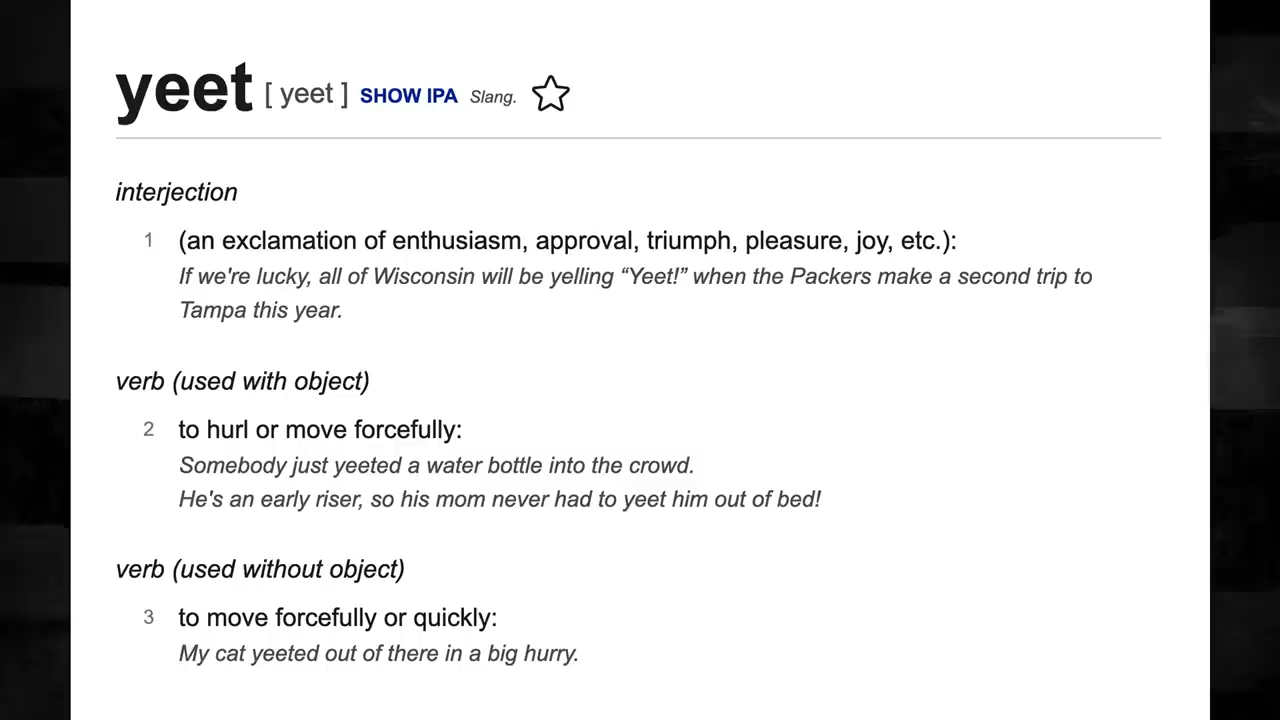 yeet [ yeet ] SHOW IPA Slang.
interjection
1 (an exclamation of enthusiasm, approval, triumph, pleasure, joy, etc.):
If we're lucky, all of Wisconsin will be yelling “Yeet!” when the Packers make a second trip to
Tampa this year.
verb (used with object)
2 to hurl or move forcefully:
Somebody just yeeted a water bottle into the crowd.
He's an early riser, so his mom never had to yeet him out of bed!
verb (used without object)
3 to move forcefully or quickly:
My cat yeeted out of there in a big hurry.